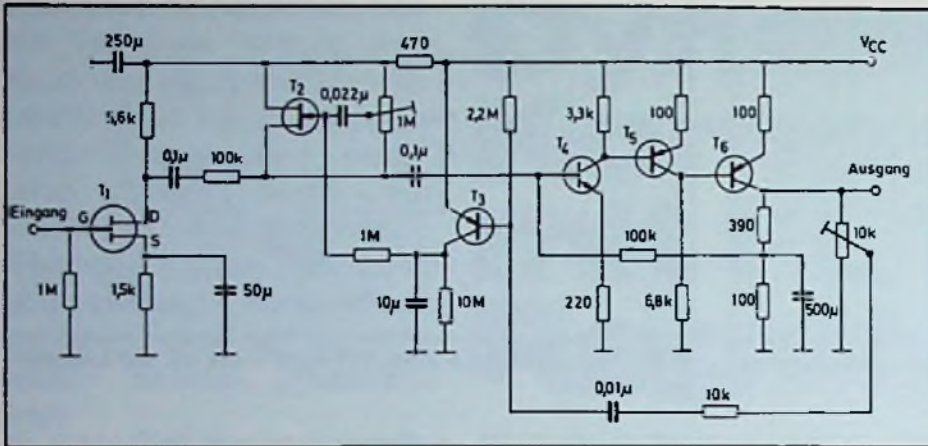 250µ
470
VCC
T2
0,022µ
5,6k
1M
2,2M
3,3k
100
100
0,1µ
100k
0,1µ
T4
T5
T6
Ausgang
T1
Eingang
G
D
S
T3
1M
100k
390
10k
1M
1,5k
50µ
10µ
10M
220
6,8k
100
500µ
0,01µ
10k